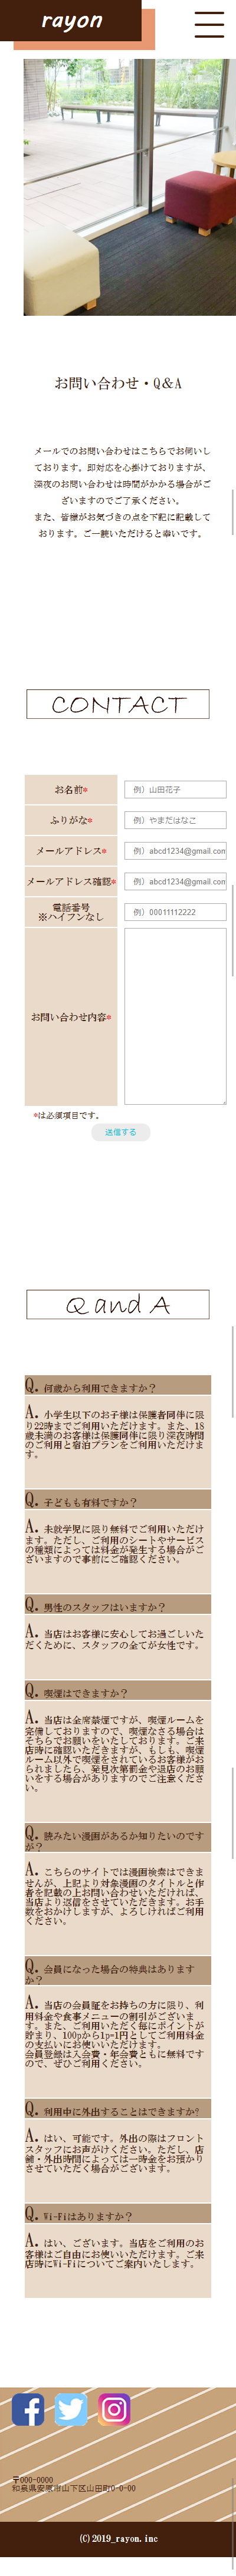 rayon
お問い合わせ・Q&A
メールでのお問い合わせはこちらでお伺いし
ております。即対応を心掛けておりますが、
深夜のお問い合わせは時間がかかる場合がご
ざいますのでご了承ください。
また、皆様がお気づきの点を下記に記載して
おります。ご一読いただけると幸いです。
CONTACT
お名前*
例）山田花子
ふりがな*
例）やまだはなこ
メールアドレス*
例）abcd1234@gmail.con
メールアドレス確認*
例）abcd1234@gmail.con
電話番号
※ハイフンなし
例）00011112222
お問い合わせ内容*
*は必須項目です。
送信する
Q and A
Q.何歳から利用できますか？
A.小学生以下のお子様は保護者同伴に限
り22時までご利用いただけます。また、18
歳未満のお客様は保護同伴に限り深夜時間
のご利用と宿泊プランをご利用いただけま
す。
Q.子どもも有料ですか？
A.未就学児に限り無料でご利用いただけ
ます。ただし、ご利用のシートやサービス
の種類によっては料金が発生する場合がご
ざいますので事前にご確認ください。
Q.男性のスタッフはいますか？
A.当店はお客様に安心してお過ごしいた
だくために、スタッフの全てが女性です。
Q.喫煙はできますか？
A.当店は全席禁煙ですが、喫煙ルームを
完備しておりますので、喫煙なさる場合は
そちらでお願いをいたしております。ご来
店時に確認いただきますが、もしも、喫煙
ルーム以外で喫煙をされているお客様がお
られましたら、発見次第罰金や退店のお願
いをする場合がありますのでご注意くださ
い。
Q.読みたい漫画があるか知りたいのです
が？
A.こちらのサイトでは漫画検索はできま
せんが、上記より対象漫画のタイトルと作
者を記載の上お問い合わせいただければ、
当店より返信をさせていただきます。お手
数をおかけしますが、よろしければご利用
ください。
Q.会員になった場合の特典はあります
か？
A.当店の会員証をお持ちの方に限り、利
用料金や食事メニューの割引がございま
す。また、ご利用いただく毎にポイントが
貯まり、100pから1p=1円としてご利用料金
の支払いにお使いいただけます。
会員登録は入会費・年会費ともに無料です
ので、ぜひご利用ください。
Q.利用中に外出することはできますか?
A.はい、可能です。外出の際はフロント
スタッフにお声がけください。ただし、店
舗・外出時間によっては一時金をお預かり
させていただく場合がございます。
Q.Wi-Fiはありますか？
A.はい、ございます。当店をご利用のお
客様はご自由にお使いいただけます。ご来
店時にWi-Fiについてご案内いたします。
〒000-0000
和泉県安寧市山下区山田町0-0-00
(C)2019_rayon.inc